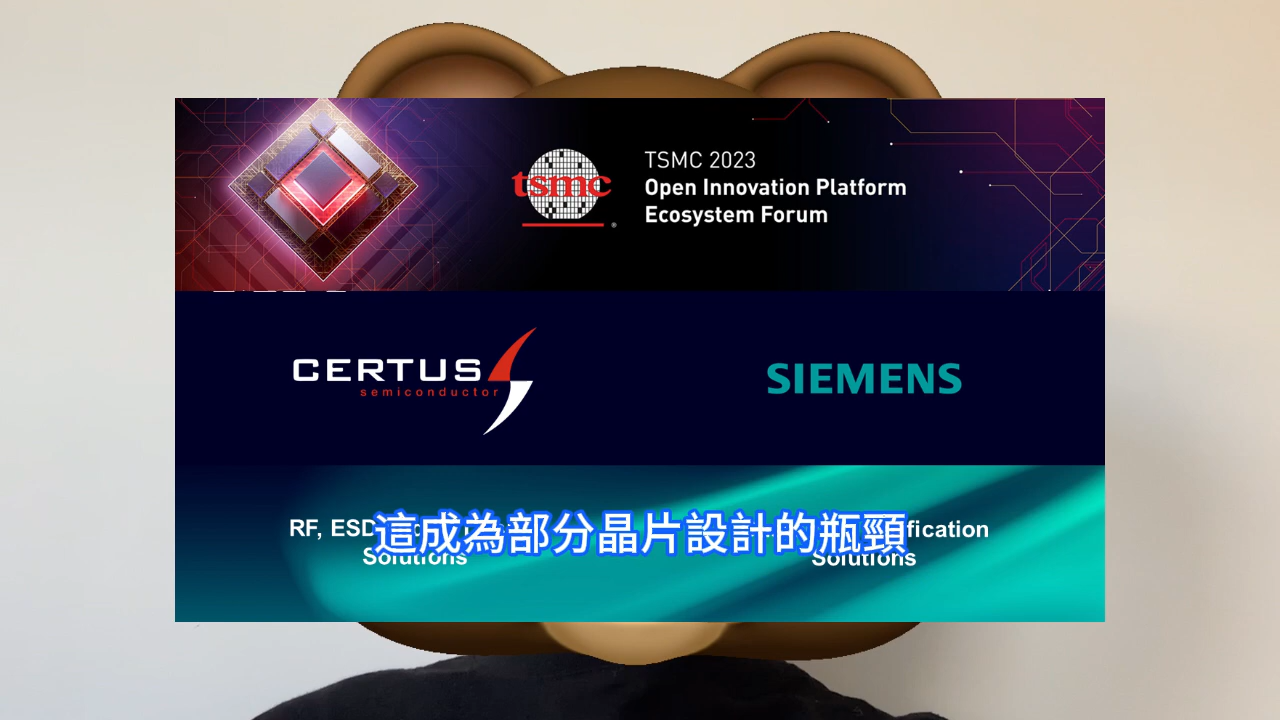 tsmc
TSMC 2023
Open Innovation Platform
Ecosystem Forum
CERTUS
semiconductor
SIEMENS
RF, ESD
Solutions
Solutions
這成為部分晶片設計的瓶頸